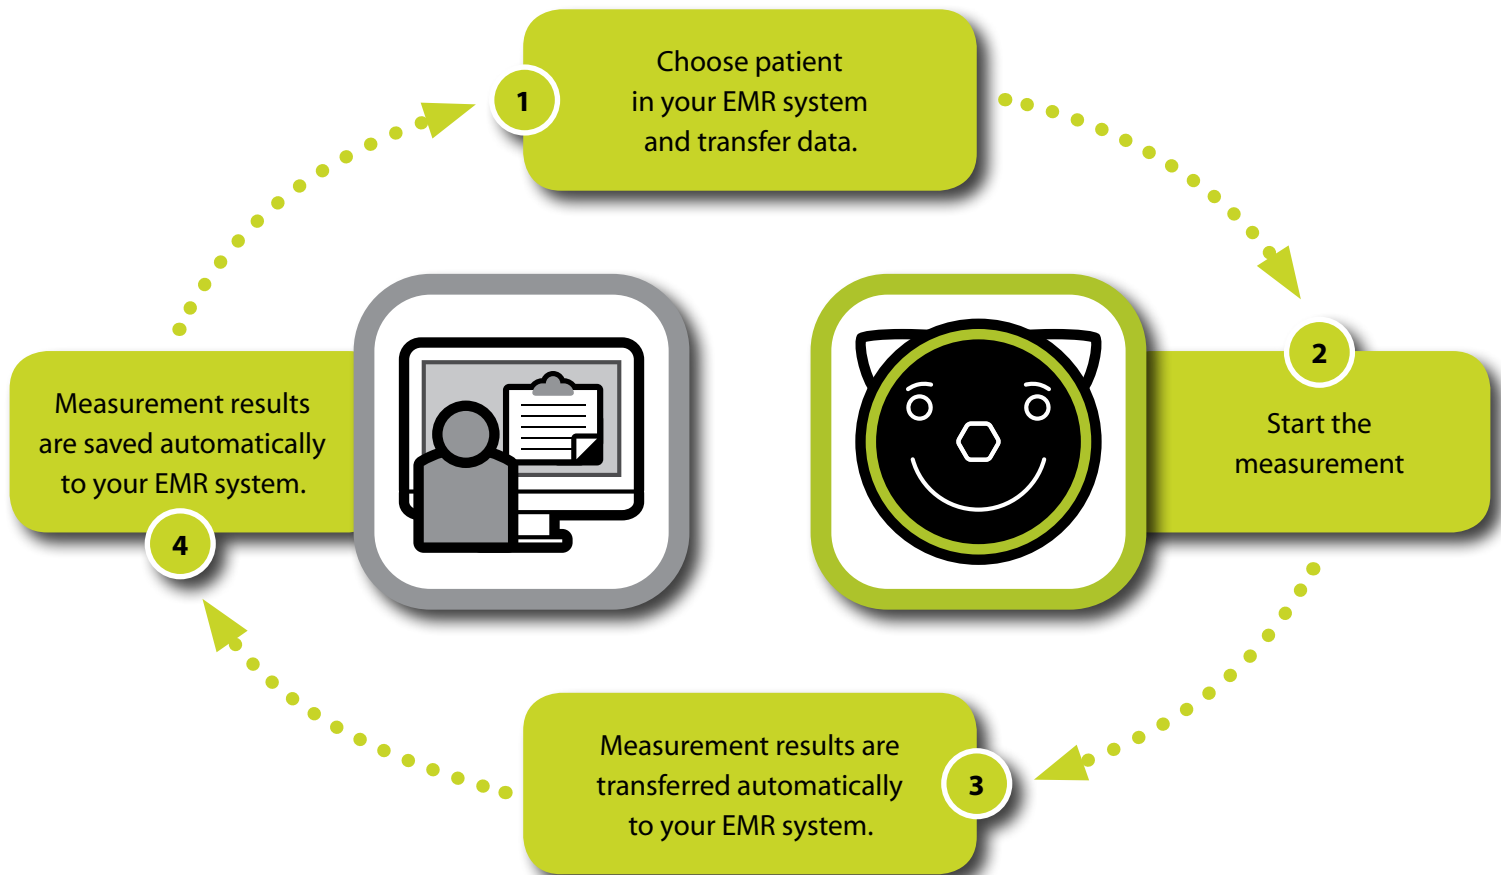 1
Choose patient
in your EMR system
and transfer data.
2
Start the
measurement
3
Measurement results are
transferred automatically
to your EMR system.
4
Measurement results
are saved automatically
to your EMR system.